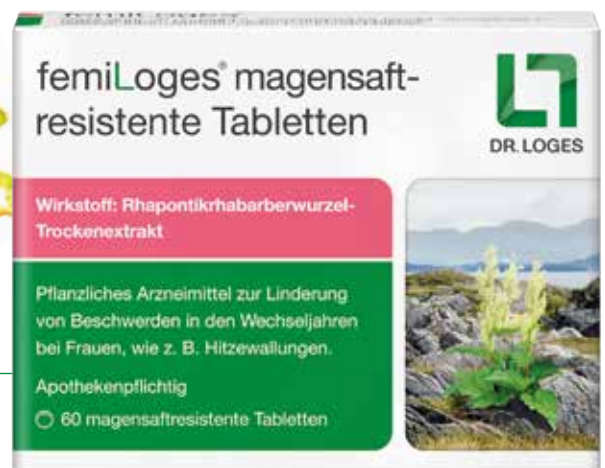 femiLoges® magensaft-
resistente Tabletten
DR. LOGES
Wirkstoff: Rhapontikrhabarberwurzel-
Trockenextrakt
Pflanzliches Arzneimittel zur Linderung
von Beschwerden in den Wechseljahren
bei Frauen, wie z. B. Hitzewallungen.
Apothekenpflichtig
60 magensaftresistente Tabletten